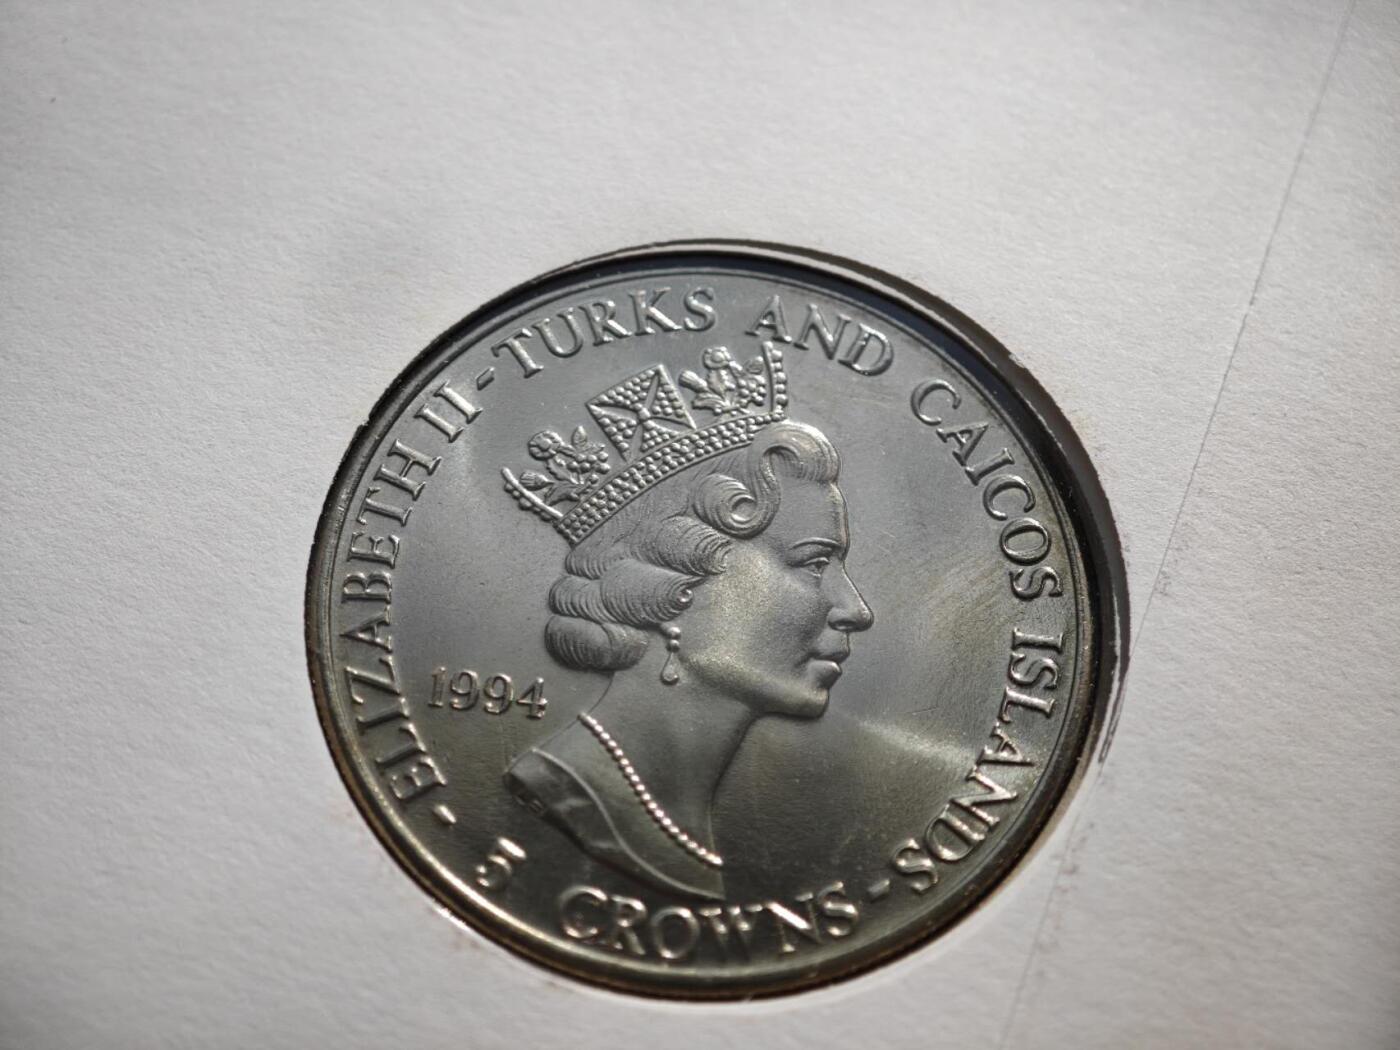 ELIZABETH II - TURKS AND CAICOS ISLANDS - 5 CROWNS -
1994